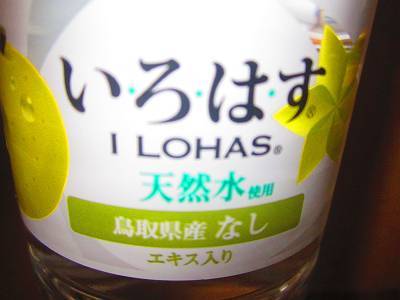 い・ろ・は・す®
I LOHAS®
天然水使用
鳥取県産 なし
エキス入り